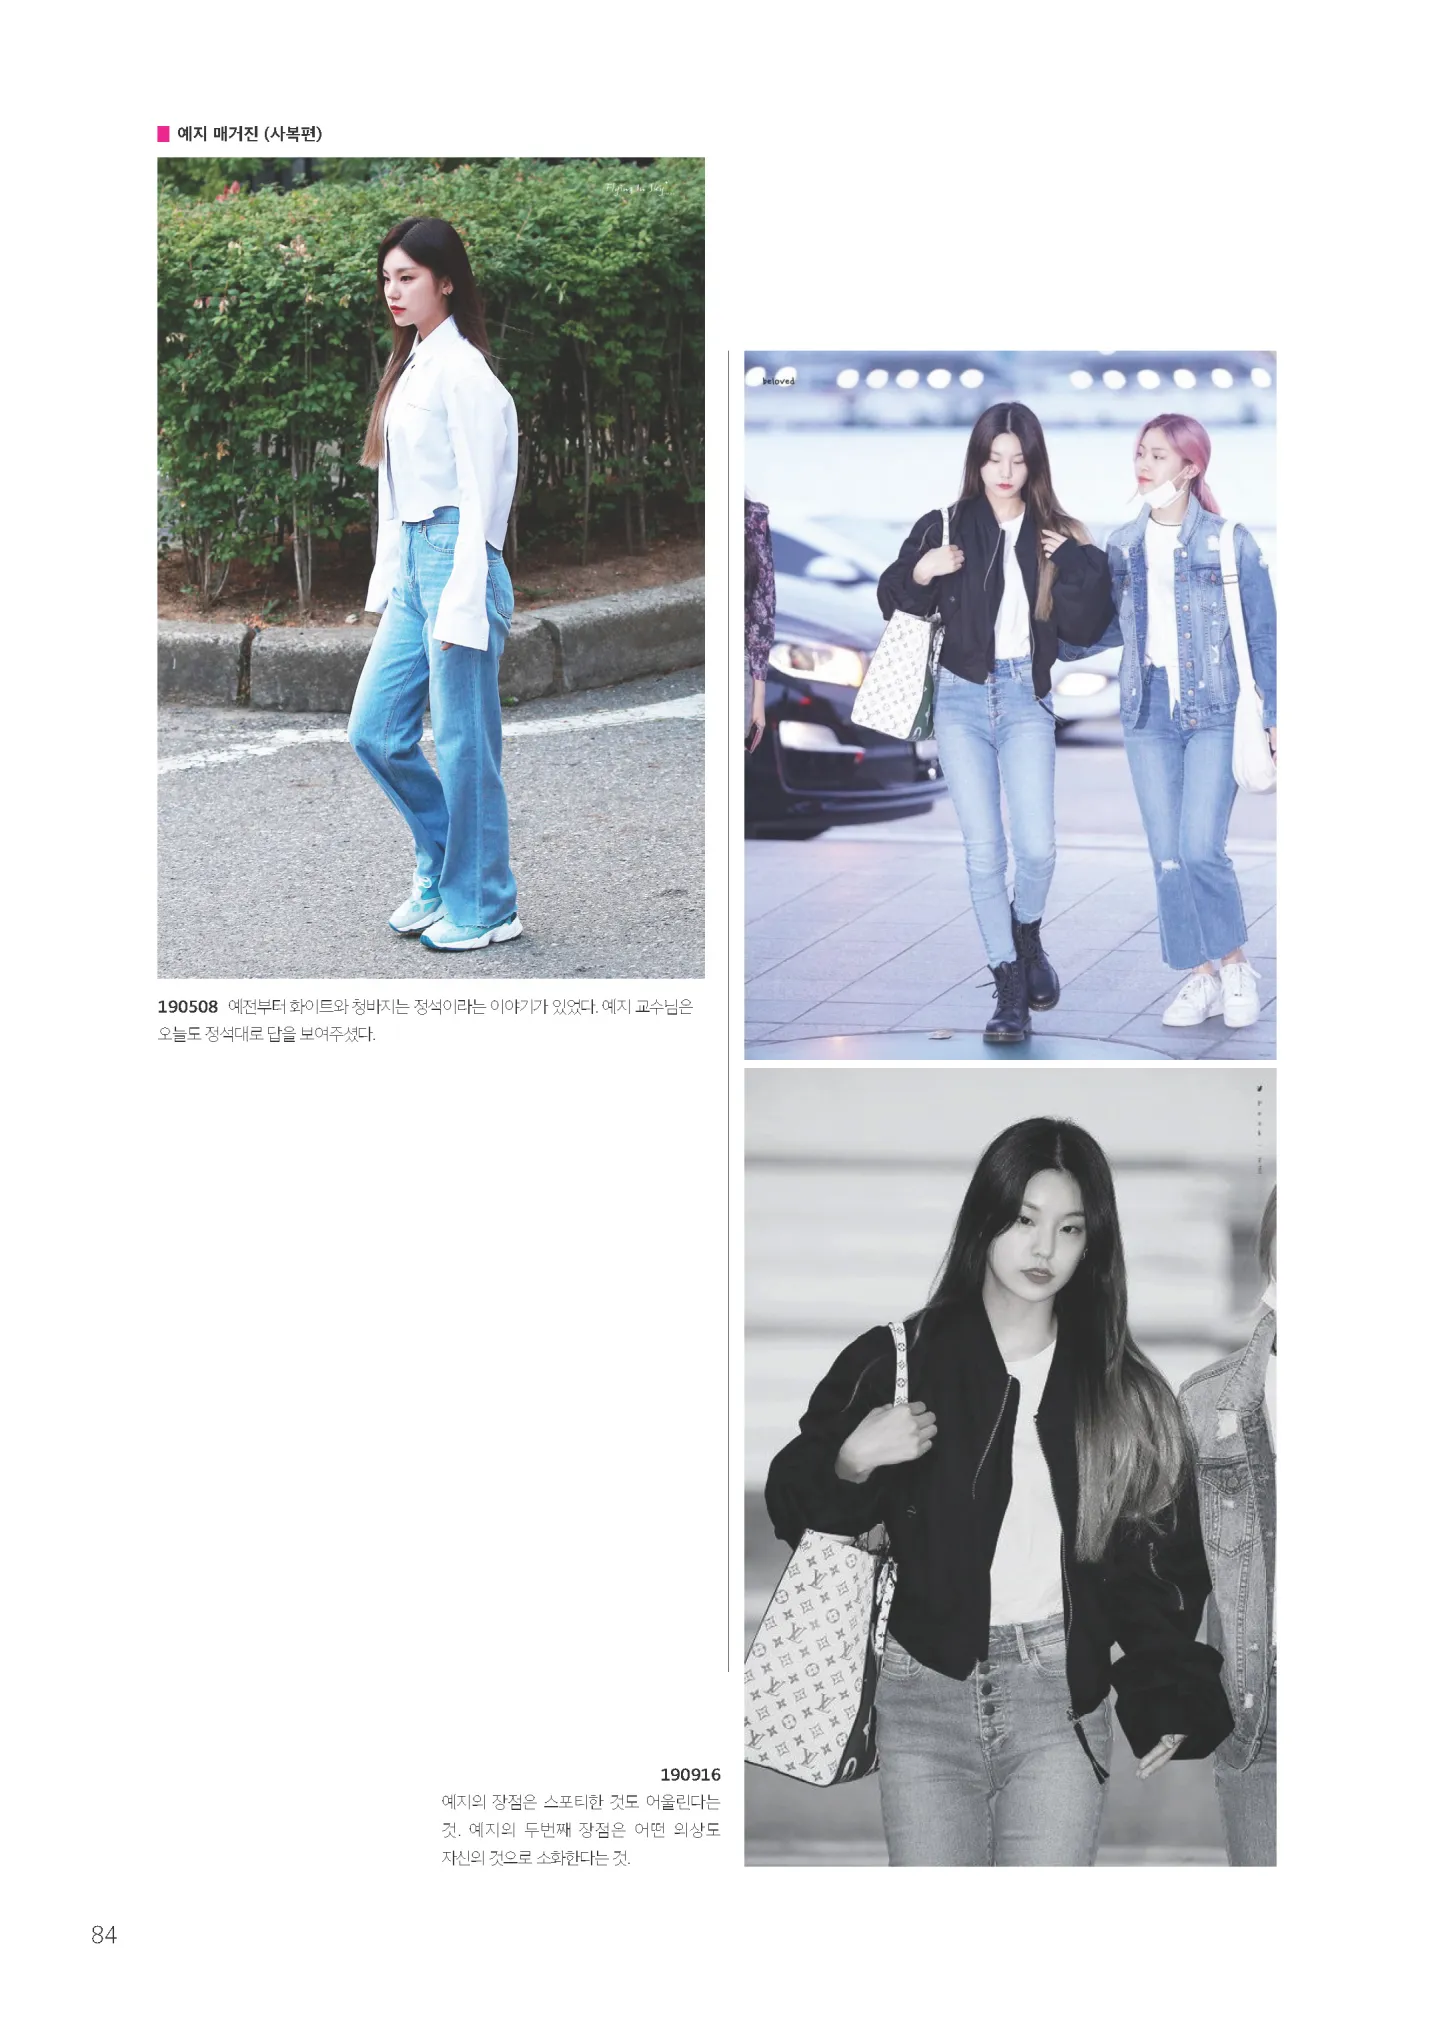 예지 매거진 (사복편)
Flying in Sky
190508 예전부터 화이트와 청바지는 정석이라는 이야기가 있었다. 예지 교수님은
오늘도 정석대로 답을 보여주셨다.
beloved
190916
예지의 장점은 스포티한 것도 어울린다는
것. 예지의 두번째 장점은 어떤 의상도
자신의 것으로 소화한다는 것.
84